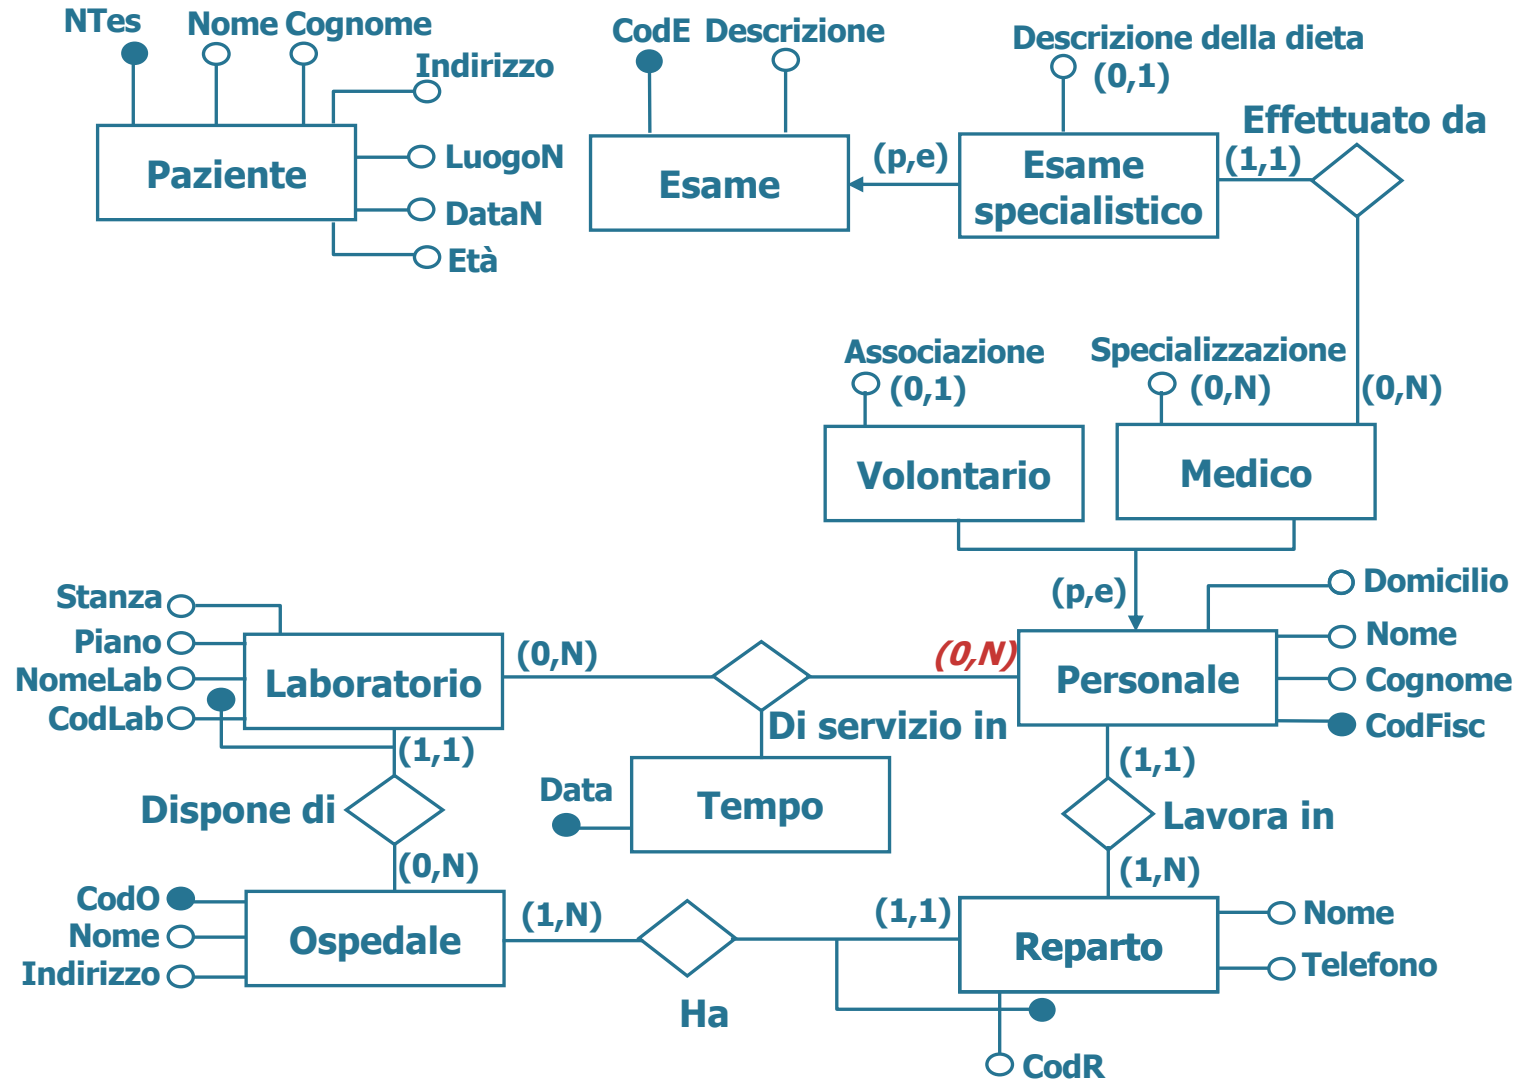 NTes
Nome Cognome
Indirizzo
Paziente
LuogoN
DataN
Età
CodE
Descrizione
Esame
(p,e)
Descrizione della dieta
(0,1)
Esame
specialistico
(1,1)
Effettuato da
(0,N)
Associazione
(0,1)
Volontario
Specializzazione
(0,N)
Medico
(p,e)
Domicilio
Nome
Cognome
CodFisc
Personale
(0,N)
Di servizio in
(0,N)
Stanza
Piano
NomeLab
CodLab
Laboratorio
(1,1)
Dispone di
(0,N)
Data
Tempo
(1,1)
Lavora in
(1,N)
CodO
Nome
Indirizzo
Ospedale
(1,N)
Ha
(1,1)
Reparto
Nome
Telefono
CodR